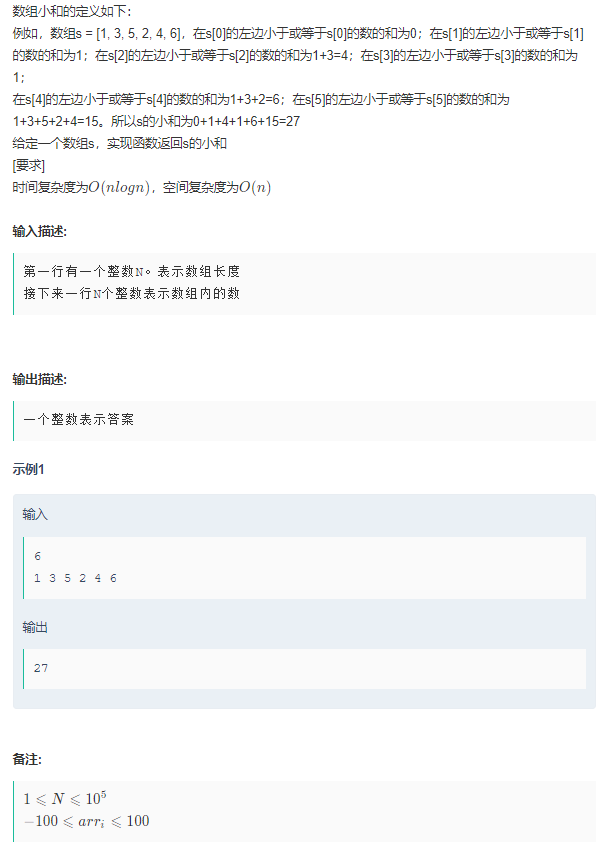 数组小和的定义如下：
例如，数组s = [1, 3, 5, 2, 4, 6]，在s[0]的左边小于或等于s[0]的数的和为0；在s[1]的左边小于或等于s[1]
的数的和为1；在s[2]的左边小于或等于s[2]的数的和为1+3=4；在s[3]的左边小于或等于s[3]的数的和为
1；
在s[4]的左边小于或等于s[4]的数的和为1+3+2=6；在s[5]的左边小于或等于s[5]的数的和为
1+3+5+2+4=15。所以s的小和为0+1+4+1+6+15=27
给定一个数组s，实现函数返回s的小和
[要求]
时间复杂度为O(nlogn)，空间复杂度为O(n)
输入描述:
第一行有一个整数N。表示数组长度
接下来一行N个整数表示数组内的数
输出描述:
一个整数表示答案
示例1
输入
6
1 3 5 2 4 6
输出
27
备注:
1 ⩽ N ⩽ 10⁵
−100 ⩽ arrᵢ ⩽ 100